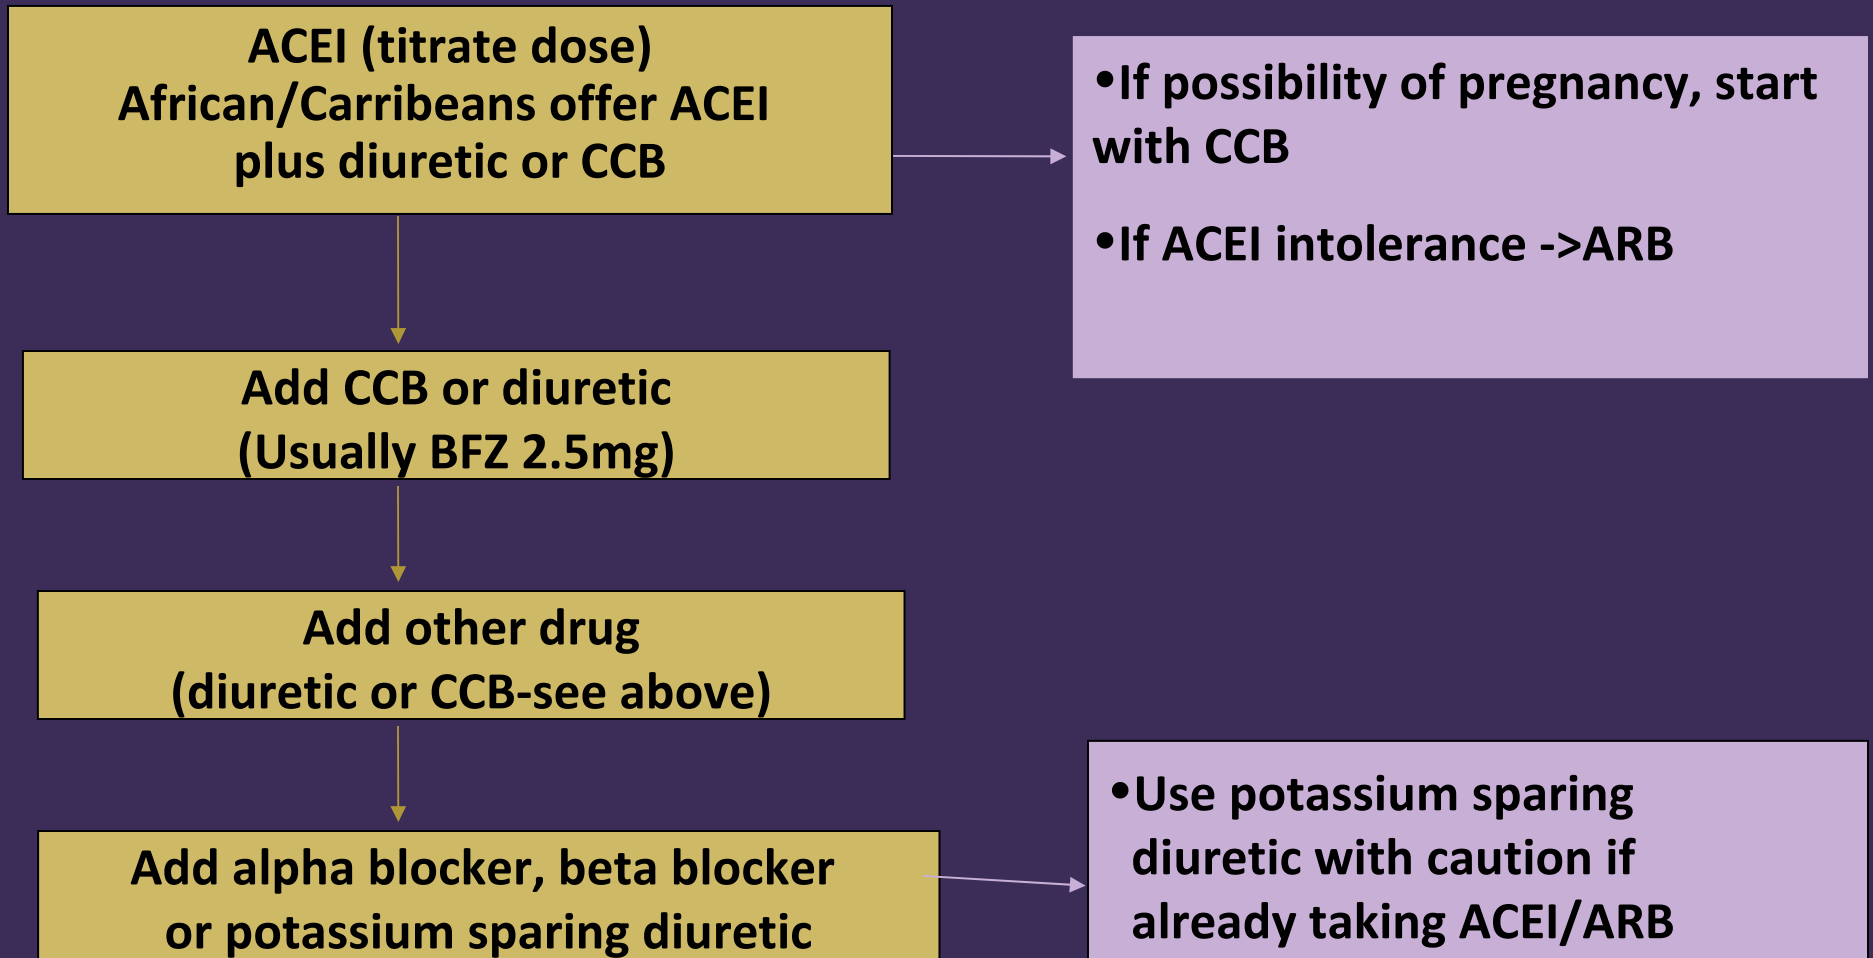 ACEI (titrate dose)
African/Carribeans offer ACEI
plus diuretic or CCB
•If possibility of pregnancy, start
with CCB
•If ACEI intolerance ->ARB
Add CCB or diuretic
(Usually BFZ 2.5mg)
Add other drug
(diuretic or CCB-see above)
Add alpha blocker, beta blocker
or potassium sparing diuretic
•Use potassium sparing
diuretic with caution if
already taking ACEI/ARB